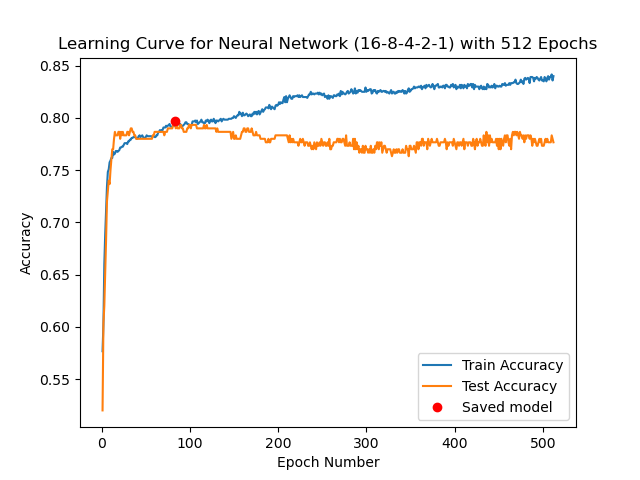 Learning Curve for Neural Network (16-8-4-2-1) with 512 Epochs
0.85
0.80
0.75
0.70
0.65
0.60
0.55
Accuracy
0 100 200 300 400 500
Epoch Number
Train Accuracy
Test Accuracy
Saved model